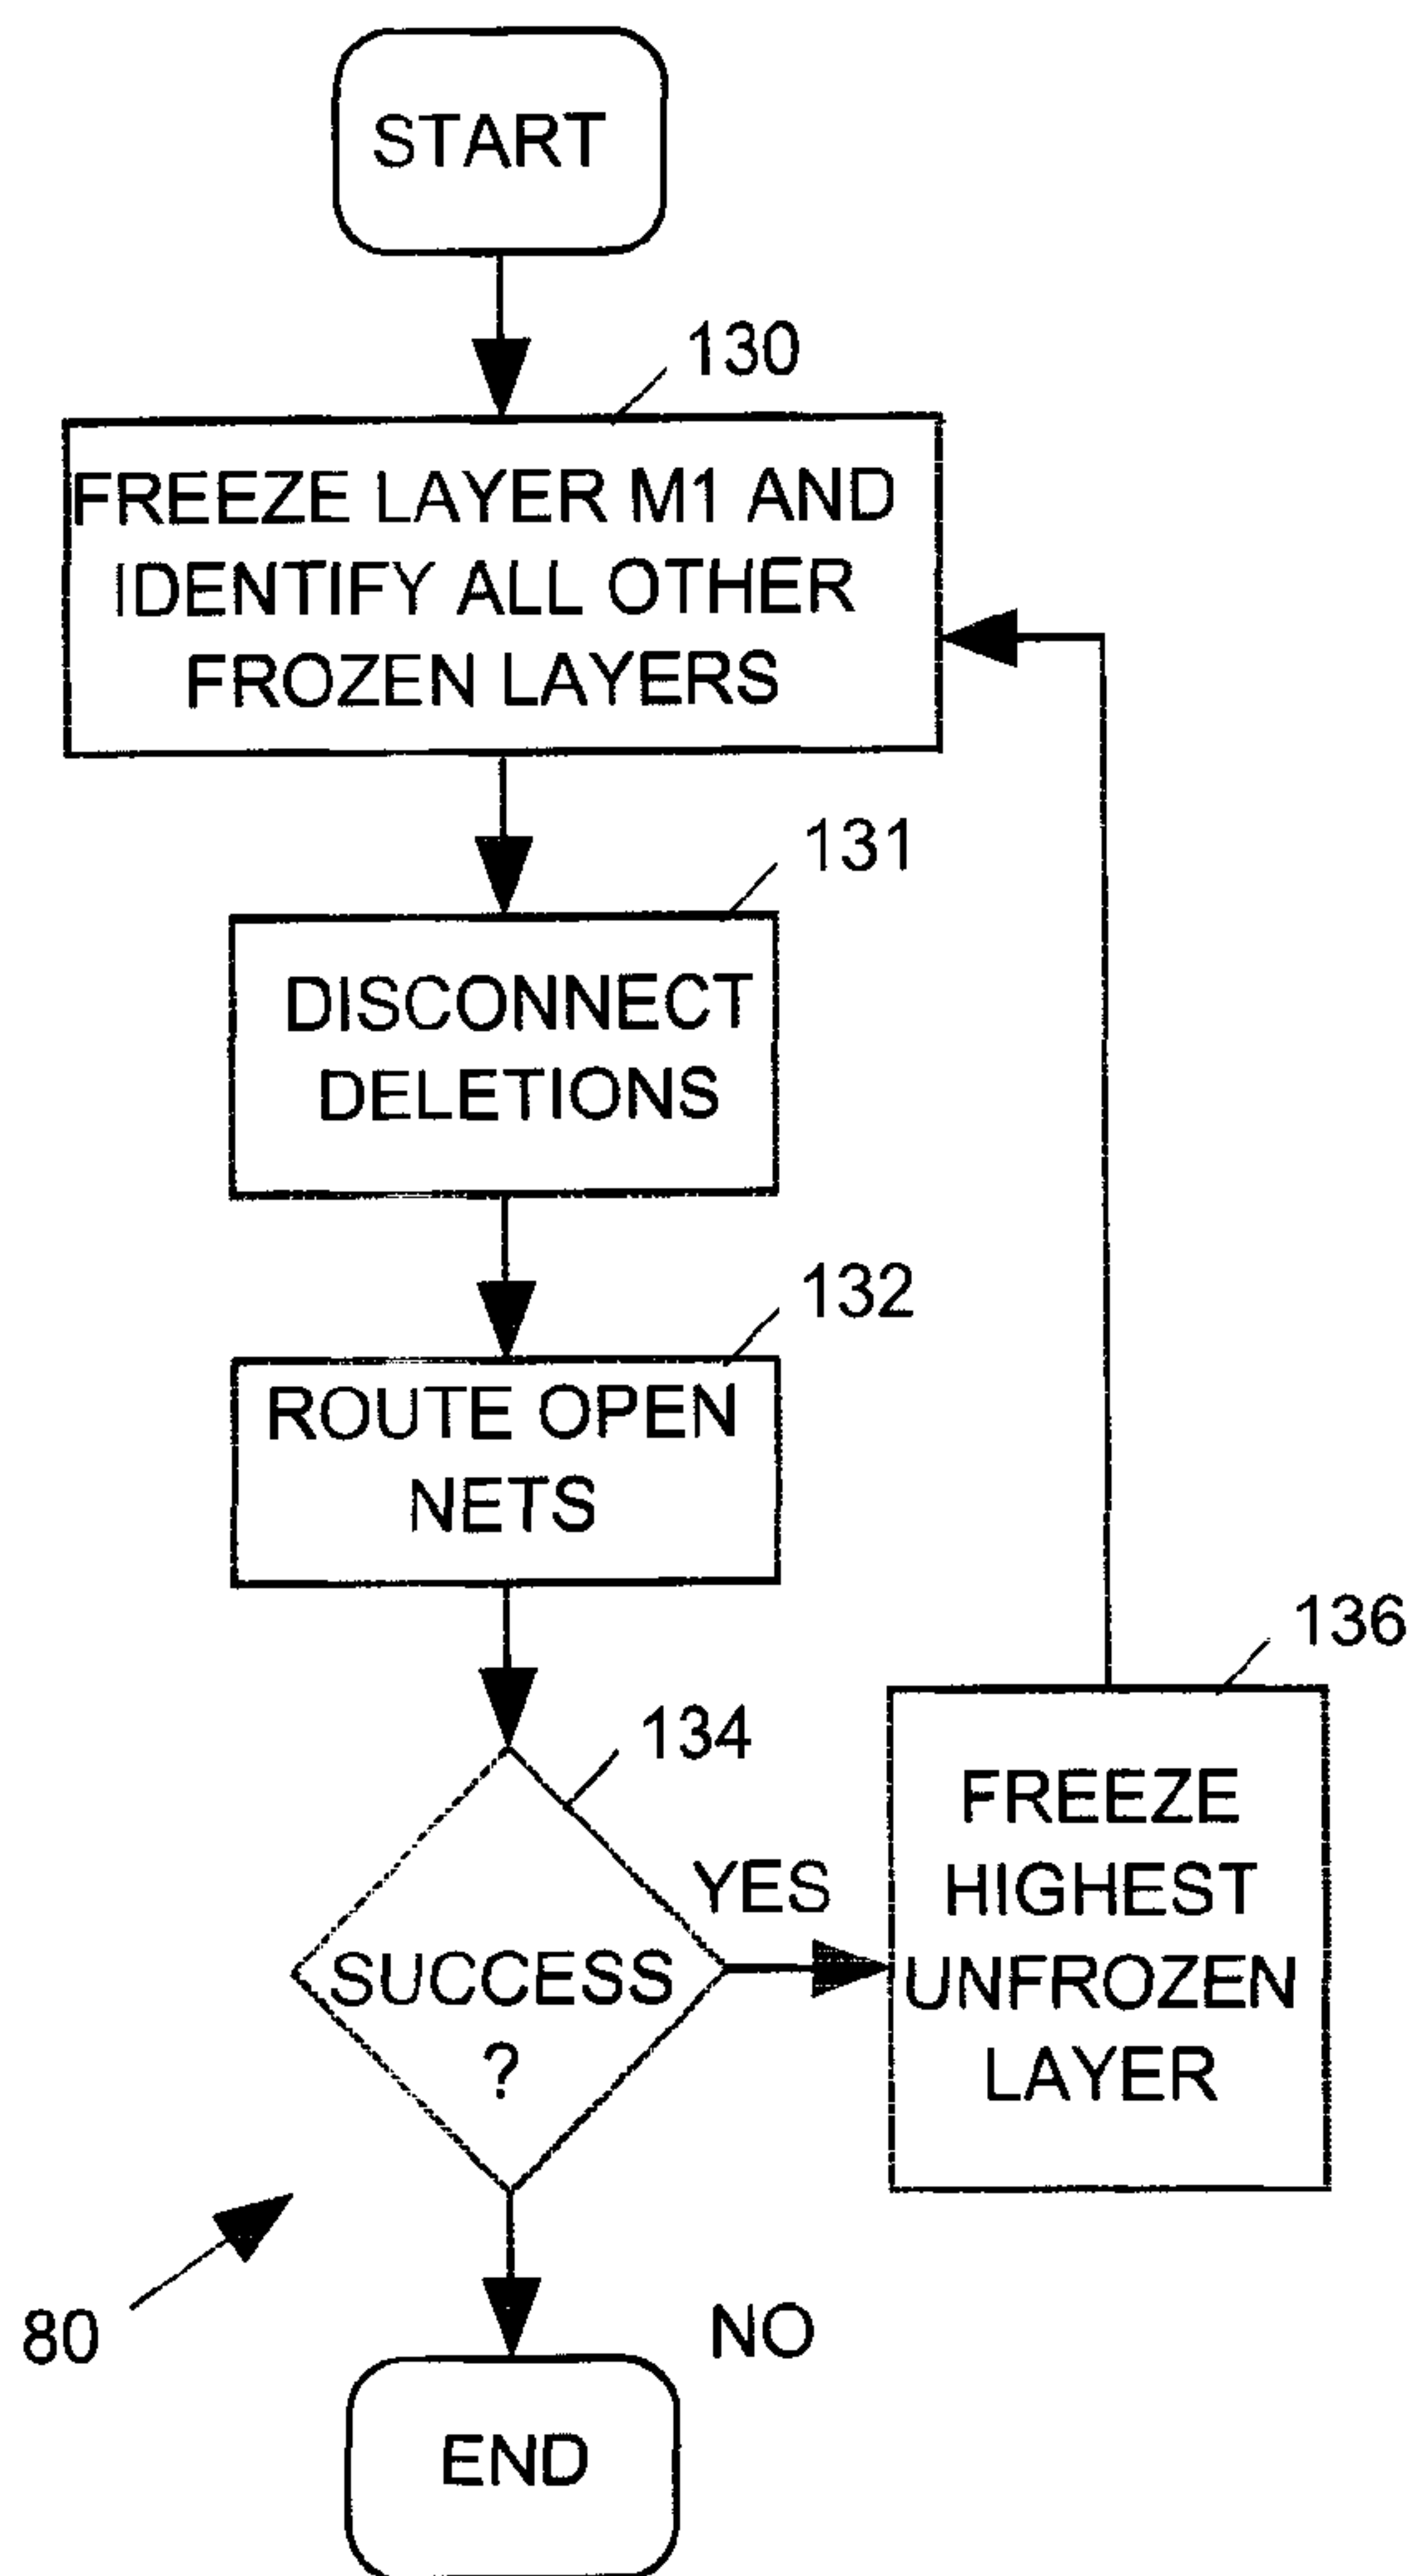 START
130
FREEZE LAYER M1 AND
IDENTIFY ALL OTHER
FROZEN LAYERS
131
DISCONNECT
DELETIONS
132
ROUTE OPEN
NETS
134
SUCCESS
?
YES
136
FREEZE
HIGHEST
UNFROZEN
LAYER
80
NO
END